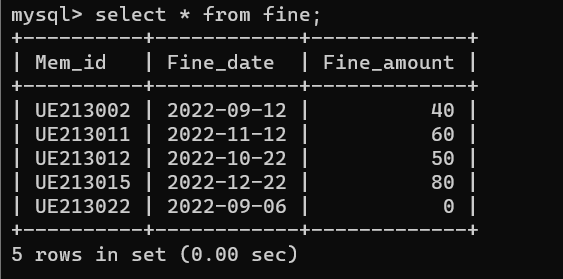 mysql> select * from fine;
+----------+------------+-------------+
| Mem_id   | Fine_date  | Fine_amount |
+----------+------------+-------------+
| UE213002 | 2022-09-12 |          40 |
| UE213011 | 2022-11-12 |          60 |
| UE213012 | 2022-10-22 |          50 |
| UE213015 | 2022-12-22 |          80 |
| UE213022 | 2022-09-06 |           0 |
+----------+------------+-------------+
5 rows in set (0.00 sec)